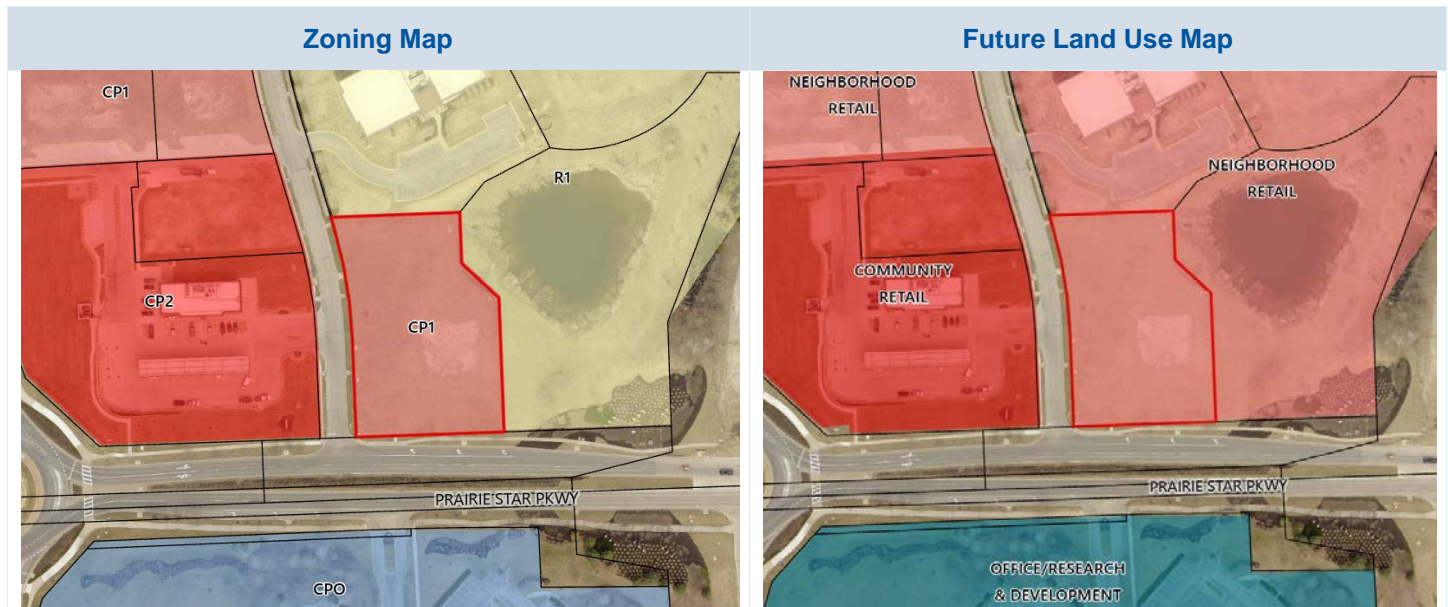 Zoning Map
CP1
R1
CP2
CP1
PRAIRIE STAR PKWY
CPO
Future Land Use Map
NEIGHBORHOOD
RETAIL
NEIGHBORHOOD
RETAIL
COMMUNITY
RETAIL
PRAIRIE STAR PKWY
OFFICE/RESEARCH
& DEVELOPMENT